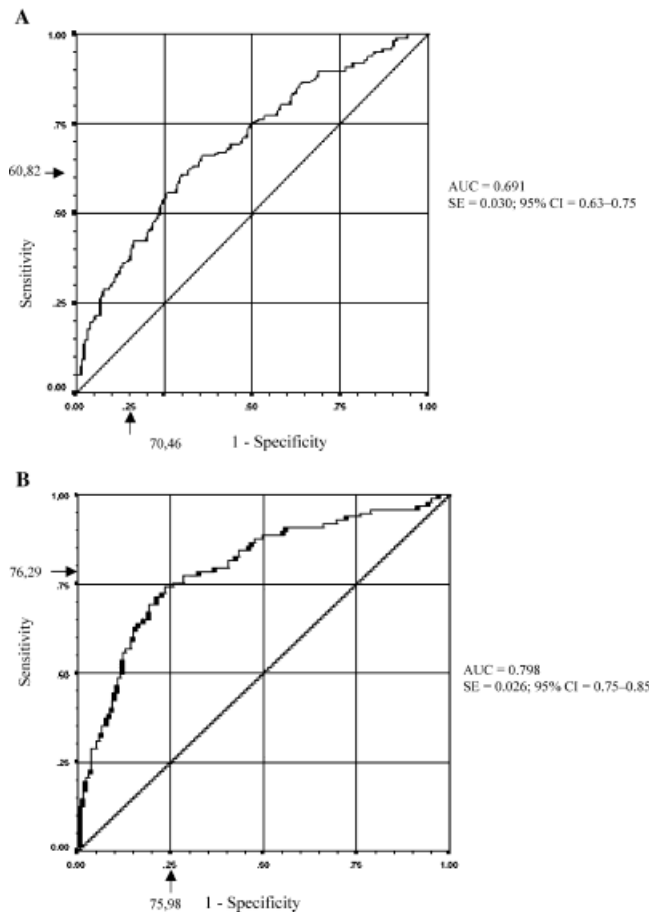 A
1.00
.75
60,82
.50
Sensitivity
.25
0.00
0.00 .25 .50 .75 1.00
70,46 1 - Specificity
AUC = 0.691
SE = 0.030; 95% CI = 0.63–0.75
B
1,00
76,29
.75
.50
Sensitivity
.25
0.00
0.00 .25 .50 .75 1.00
75,98 1 - Specificity
AUC = 0.798
SE = 0.026; 95% CI = 0.75–0.85